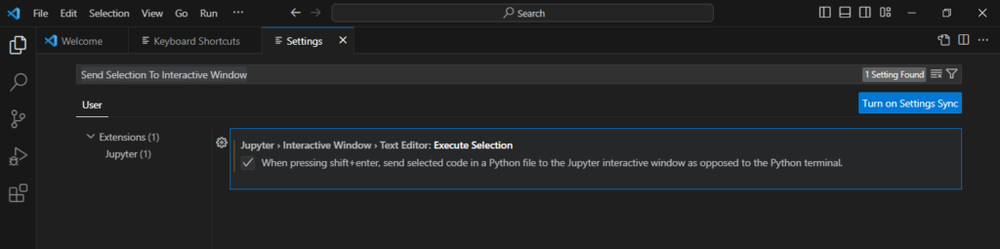 File Edit Selection View Go Run ... Search
Welcome Keyboard Shortcuts Settings
Send Selection To Interactive Window 1 Setting Found
User Turn on Settings Sync
Extensions (1)
Jupyter (1)
Jupyter › Interactive Window › Text Editor: Execute Selection
When pressing shift+enter, send selected code in a Python file to the Jupyter interactive window as opposed to the Python terminal.